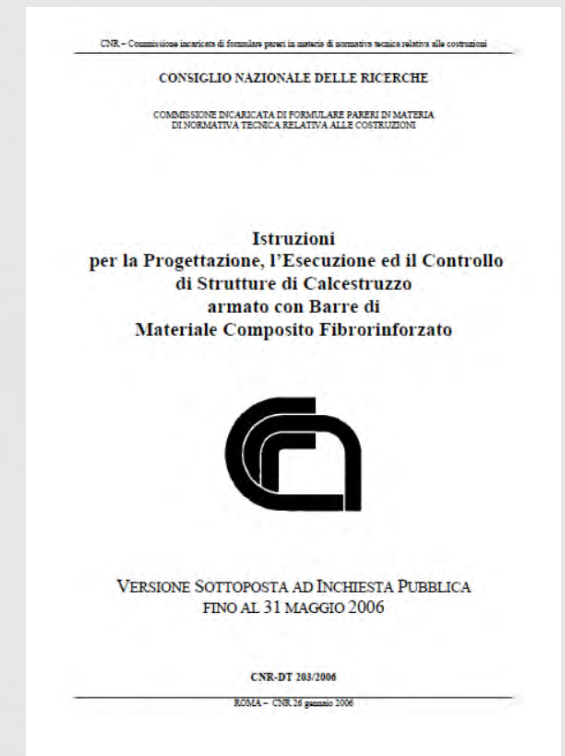 CNR – Commissione incaricata di formulare pareri in materia di normativa tecnica relativa alle costruzioni
CONSIGLIO NAZIONALE DELLE RICERCHE
COMMISSIONE INCARICATA DI FORMULARE PARERI IN MATERIA
DI NORMATIVA TECNICA RELATIVA ALLE COSTRUZIONI
Istruzioni
per la Progettazione, l'Esecuzione ed il Controllo
di Strutture di Calcestruzzo
armato con Barre di
Materiale Composito Fibrorinforzato
VERSIONE SOTTOPOSTA AD INCHIESTA PUBBLICA
FINO AL 31 MAGGIO 2006
CNR-DT 203/2006
ROMA – CNR 26 gennaio 2006